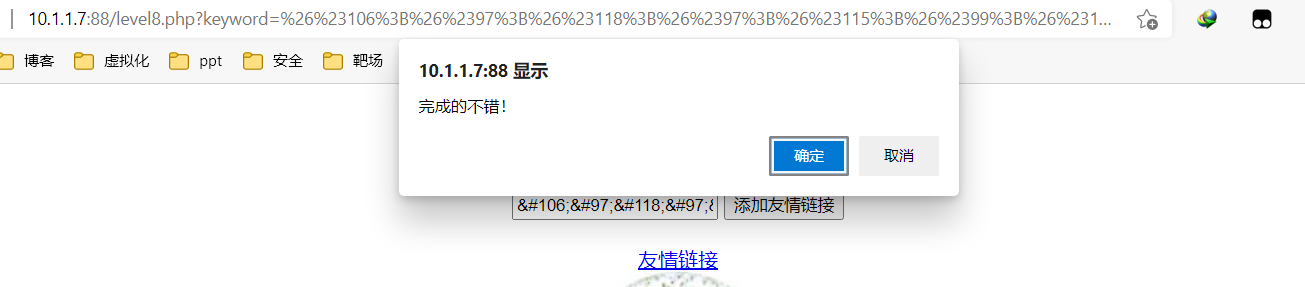 10.1.1.7:88/level8.php?keyword=%26%23106%3B%26%2397%3B%26%23118%3B%26%2397%3B%26%23115%3B%26%2399%3B%26%231...
博客 虚拟化 ppt 安全 靶场
10.1.1.7:88 显示
完成的不错！
确定 取消
&#106;&#97;&#118;&#97;& 添加友情链接
友情链接